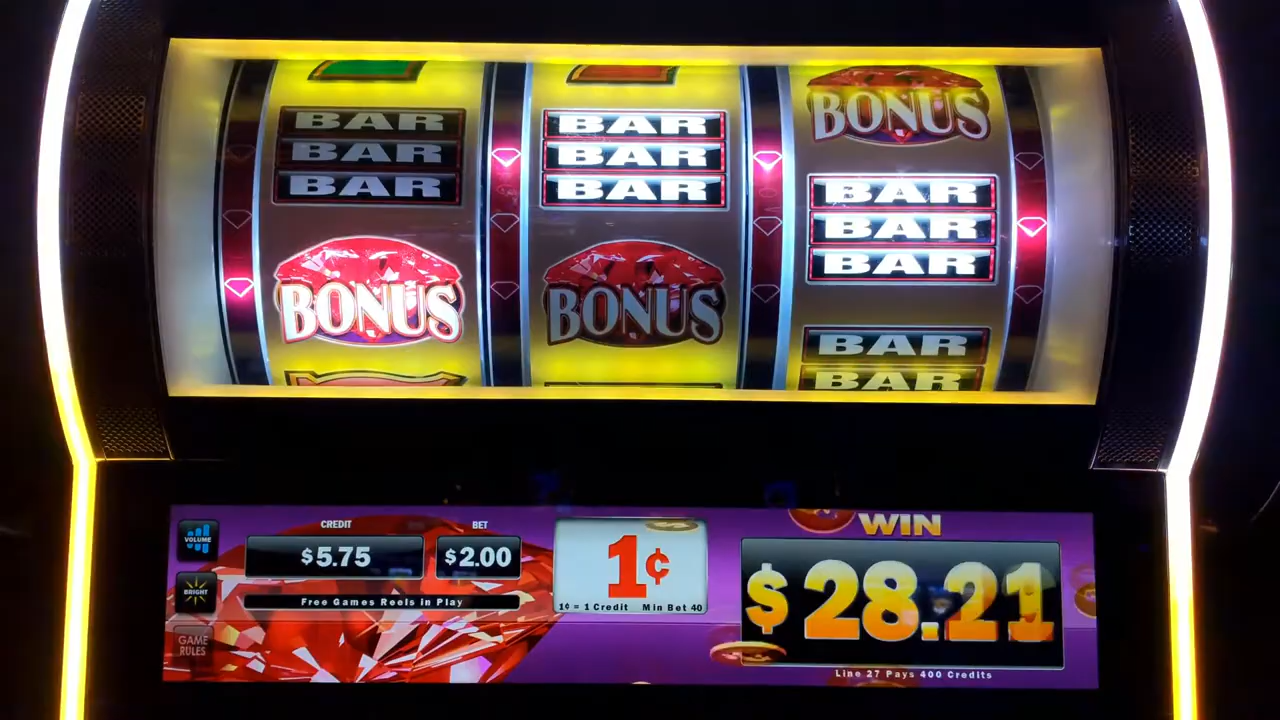 BONUS
BAR BAR
BAR BAR BAR
BAR BAR BAR
BAR
BAR
BONUS BONUS
BAR
BAR
CREDIT BET WIN
VOLUME $5.75 $2.00 1¢ $28.21
BRIGHT Free Games Reels in Play 1¢ = 1 Credit Min Bet 40
GAME
RULES
Line 27 Pays 400 Credits